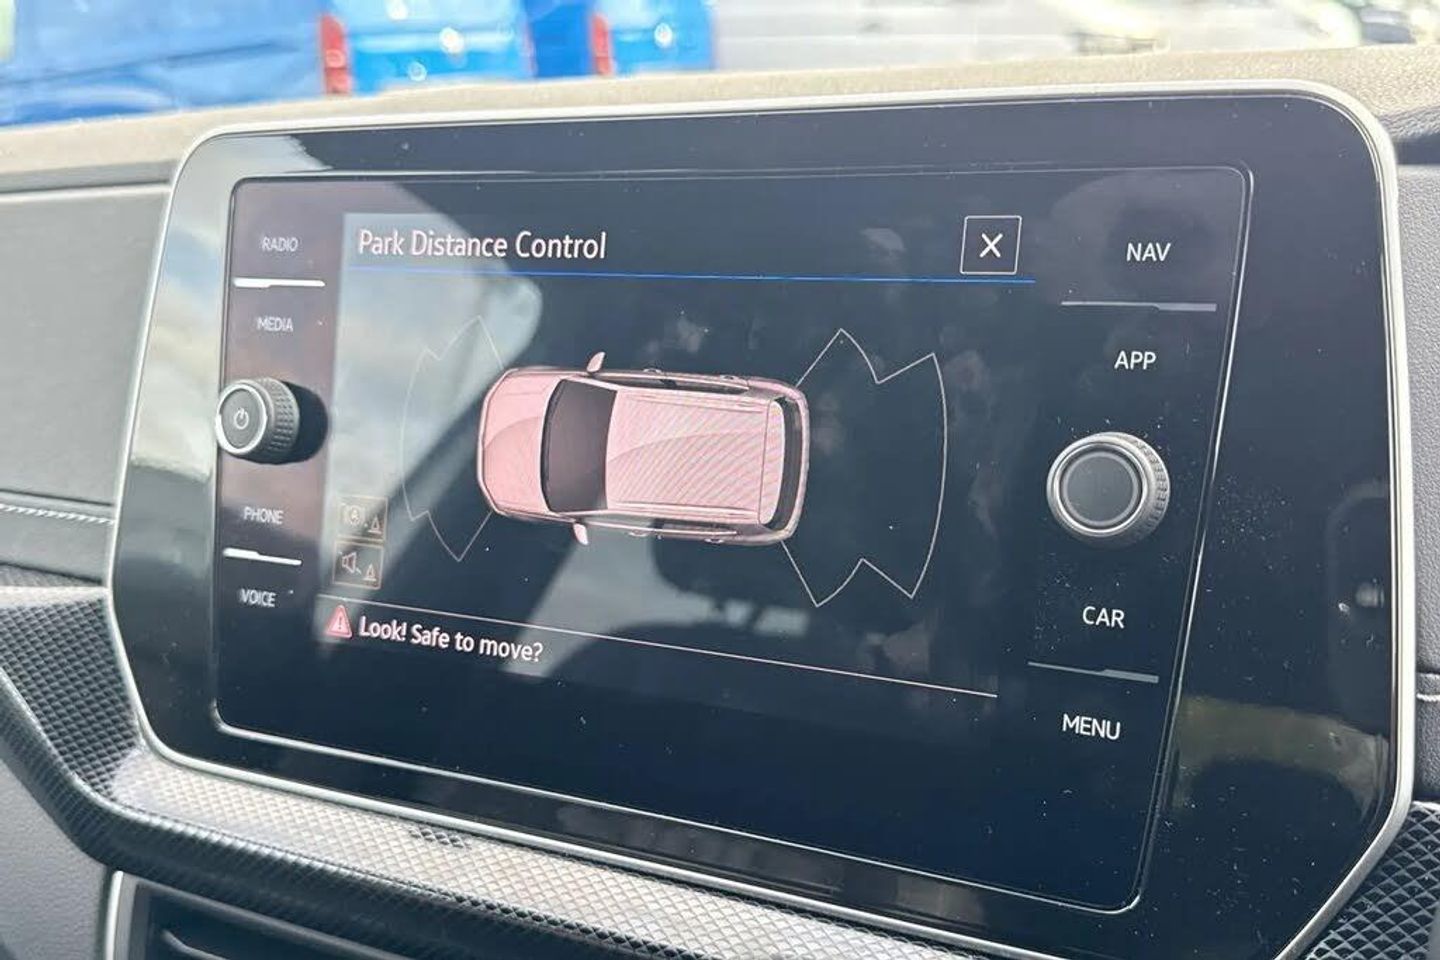 RADIO
MEDIA
PHONE
VOICE
Park Distance Control
X
Look! Safe to move?
NAV
APP
CAR
MENU